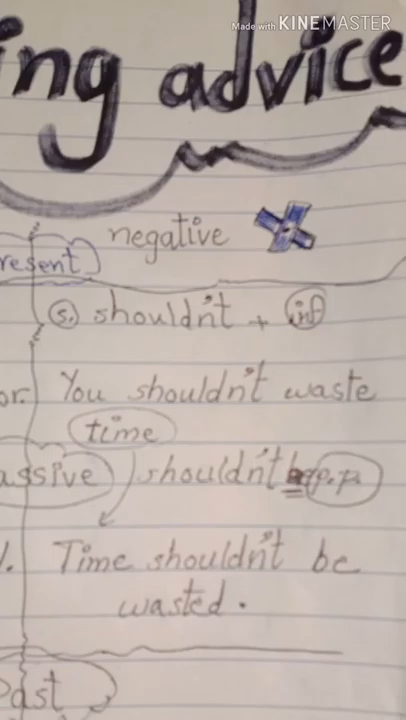 Made with KINEMASTER
ing advice
negative
resent
s. shouldn't + inf
or. You shouldn't waste
time
assive shouldn't be p.p.
Time shouldn't be
wasted.
Past